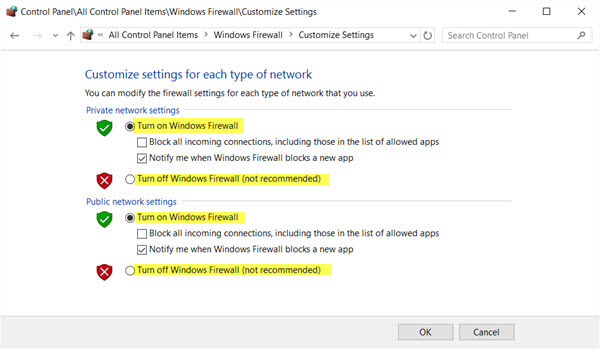 Control Panel\All Control Panel Items\Windows Firewall\Customize Settings
« All Control Panel Items > Windows Firewall > Customize Settings
Search Control Panel
Customize settings for each type of network
You can modify the firewall settings for each type of network that you use.
Private network settings
Turn on Windows Firewall
Block all incoming connections, including those in the list of allowed apps
Notify me when Windows Firewall blocks a new app
Turn off Windows Firewall (not recommended)
Public network settings
Turn on Windows Firewall
Block all incoming connections, including those in the list of allowed apps
Notify me when Windows Firewall blocks a new app
Turn off Windows Firewall (not recommended)
OK
Cancel